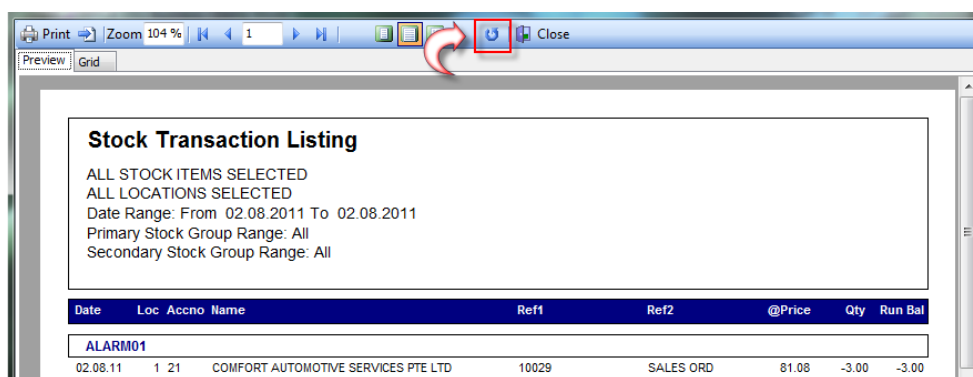 Print Zoom 104 % 1 Close
Preview Grid
Stock Transaction Listing
ALL STOCK ITEMS SELECTED
ALL LOCATIONS SELECTED
Date Range: From 02.08.2011 To 02.08.2011
Primary Stock Group Range: All
Secondary Stock Group Range: All
Date Loc Accno Name Ref1 Ref2 @Price Qty Run Bal
ALARM01
02.08.11 1 21 COMFORT AUTOMOTIVE SERVICES PTE LTD 10029 SALES ORD 81.08 -3.00 -3.00